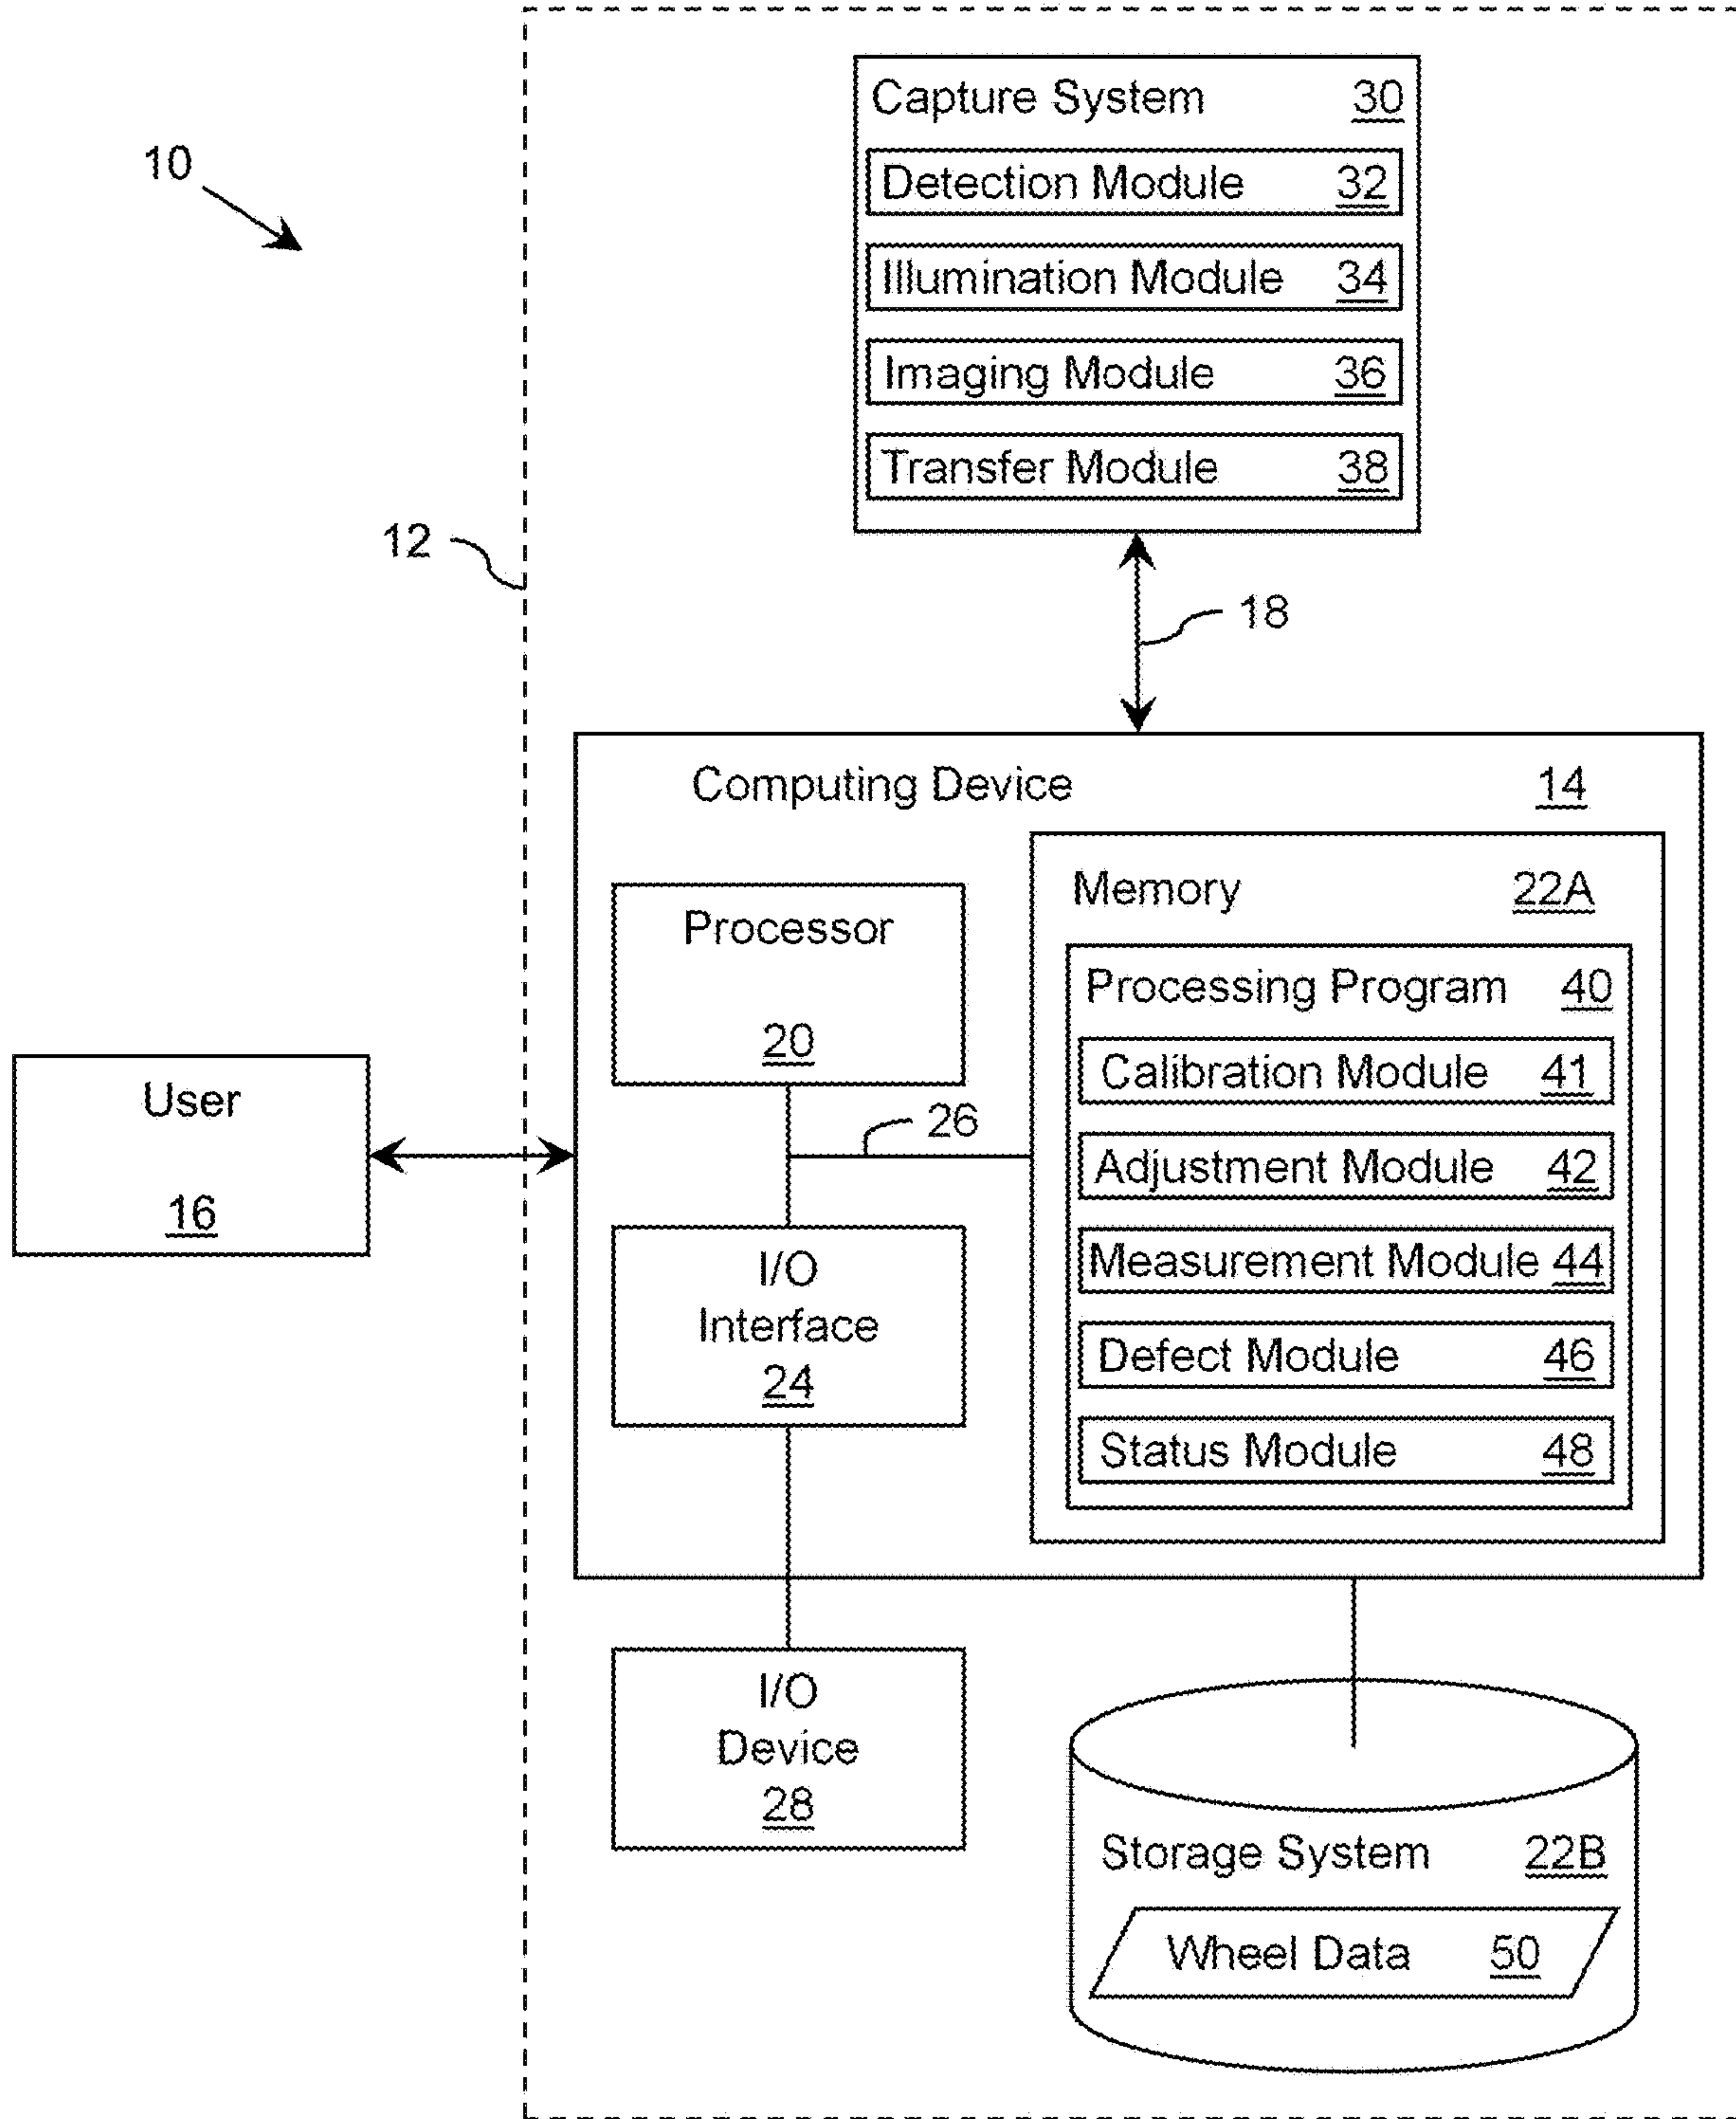 10
Capture System 30
Detection Module 32
Illumination Module 34
Imaging Module 36
Transfer Module 38
12
18
Computing Device 14
Processor
20
Memory 22A
Processing Program 40
Calibration Module 41
Adjustment Module 42
Measurement Module 44
Defect Module 46
Status Module 48
26
User
16
I/O
Interface
24
I/O
Device
28
Storage System 22B
Wheel Data 50